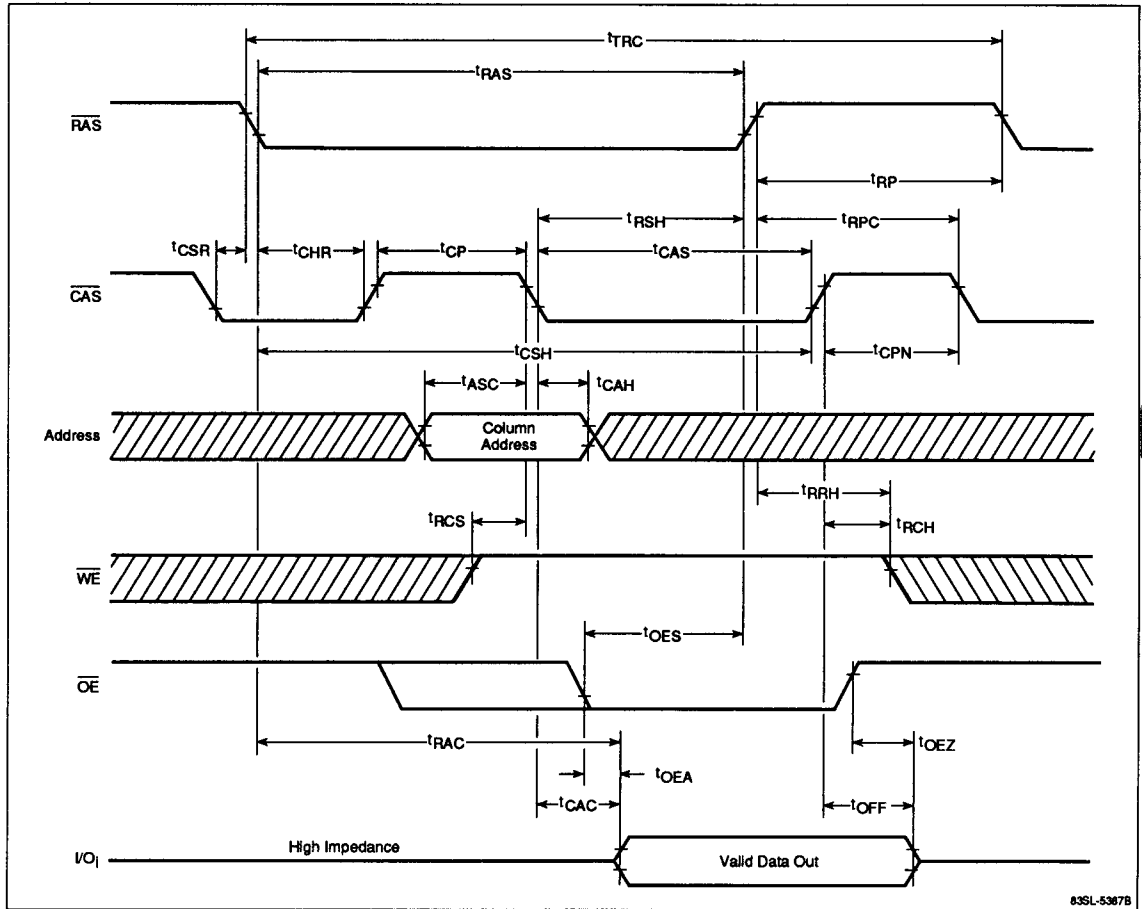 tTRC
tRAS
RAS
tRP
tRSH
tRPC
tCSR
tCHR
tCP
tCAS
CAS
tCSH
tCPN
tASC
tCAH
Address
Column
Address
tRRH
tRCS
tRCH
WE
tOES
OE
tRAC
tOEZ
tOEA
tCAC
tOFF
High Impedance
I/Oi
Valid Data Out
83SL-5367B